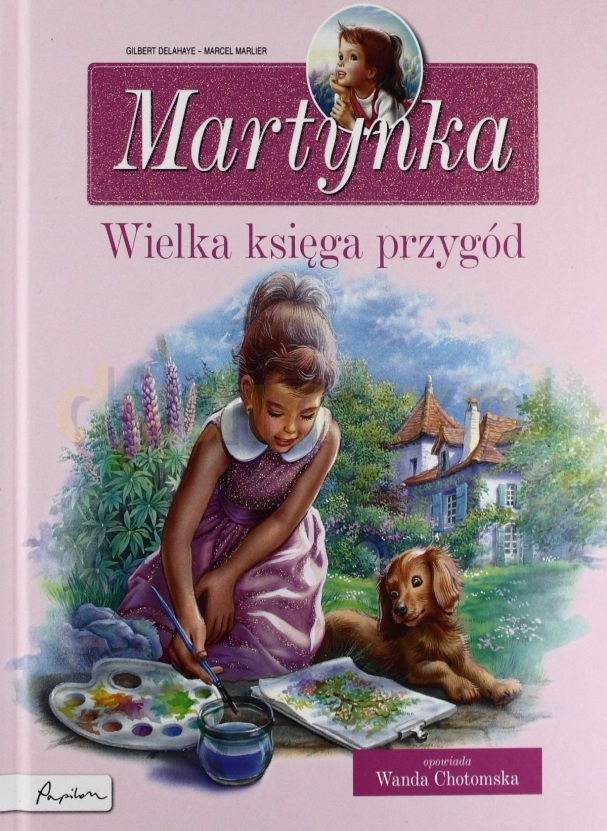 GILBERT DELAHAYE – MARCEL MARLIER
Martynka
Wielka księga przygód
opowiada
Wanda Chotomska
Papilon